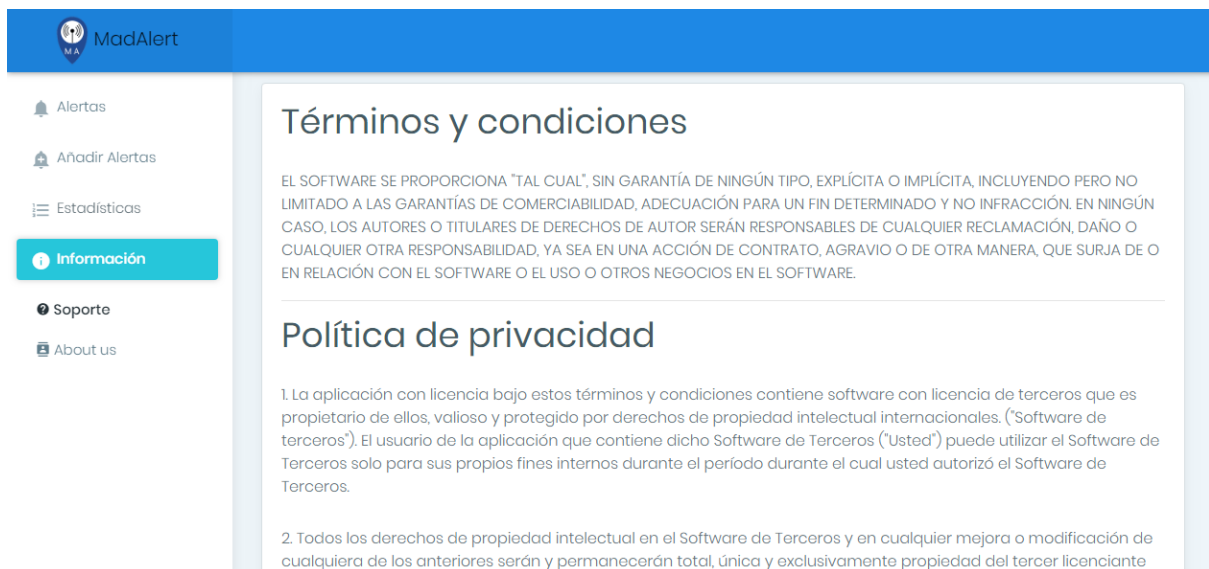 MA
MadAlert
Alertas
Añadir Alertas
Estadísticas
Información
Soporte
About us
Términos y condiciones
EL SOFTWARE SE PROPORCIONA "TAL CUAL", SIN GARANTÍA DE NINGÚN TIPO, EXPLÍCITA O IMPLÍCITA, INCLUYENDO PERO NO
LIMITADO A LAS GARANTÍAS DE COMERCIABILIDAD, ADECUACIÓN PARA UN FIN DETERMINADO Y NO INFRACCIÓN. EN NINGÚN
CASO, LOS AUTORES O TITULARES DE DERECHOS DE AUTOR SERÁN RESPONSABLES DE CUALQUIER RECLAMACIÓN, DAÑO O
CUALQUIER OTRA RESPONSABILIDAD, YA SEA EN UNA ACCIÓN DE CONTRATO, AGRAVIO O DE OTRA MANERA, QUE SURJA DE O
EN RELACIÓN CON EL SOFTWARE O EL USO O OTROS NEGOCIOS EN EL SOFTWARE.
Política de privacidad
1. La aplicación con licencia bajo estos términos y condiciones contiene software con licencia de terceros que es
propietario de ellos, valioso y protegido por derechos de propiedad intelectual internacionales. ("Software de
terceros"). El usuario de la aplicación que contiene dicho Software de Terceros ("Usted") puede utilizar el Software de
Terceros solo para sus propios fines internos durante el período durante el cual usted autorizó el Software de
Terceros.
2. Todos los derechos de propiedad intelectual en el Software de Terceros y en cualquier mejora o modificación de
cualquiera de los anteriores serán y permanecerán total, única y exclusivamente propiedad del tercer licenciante